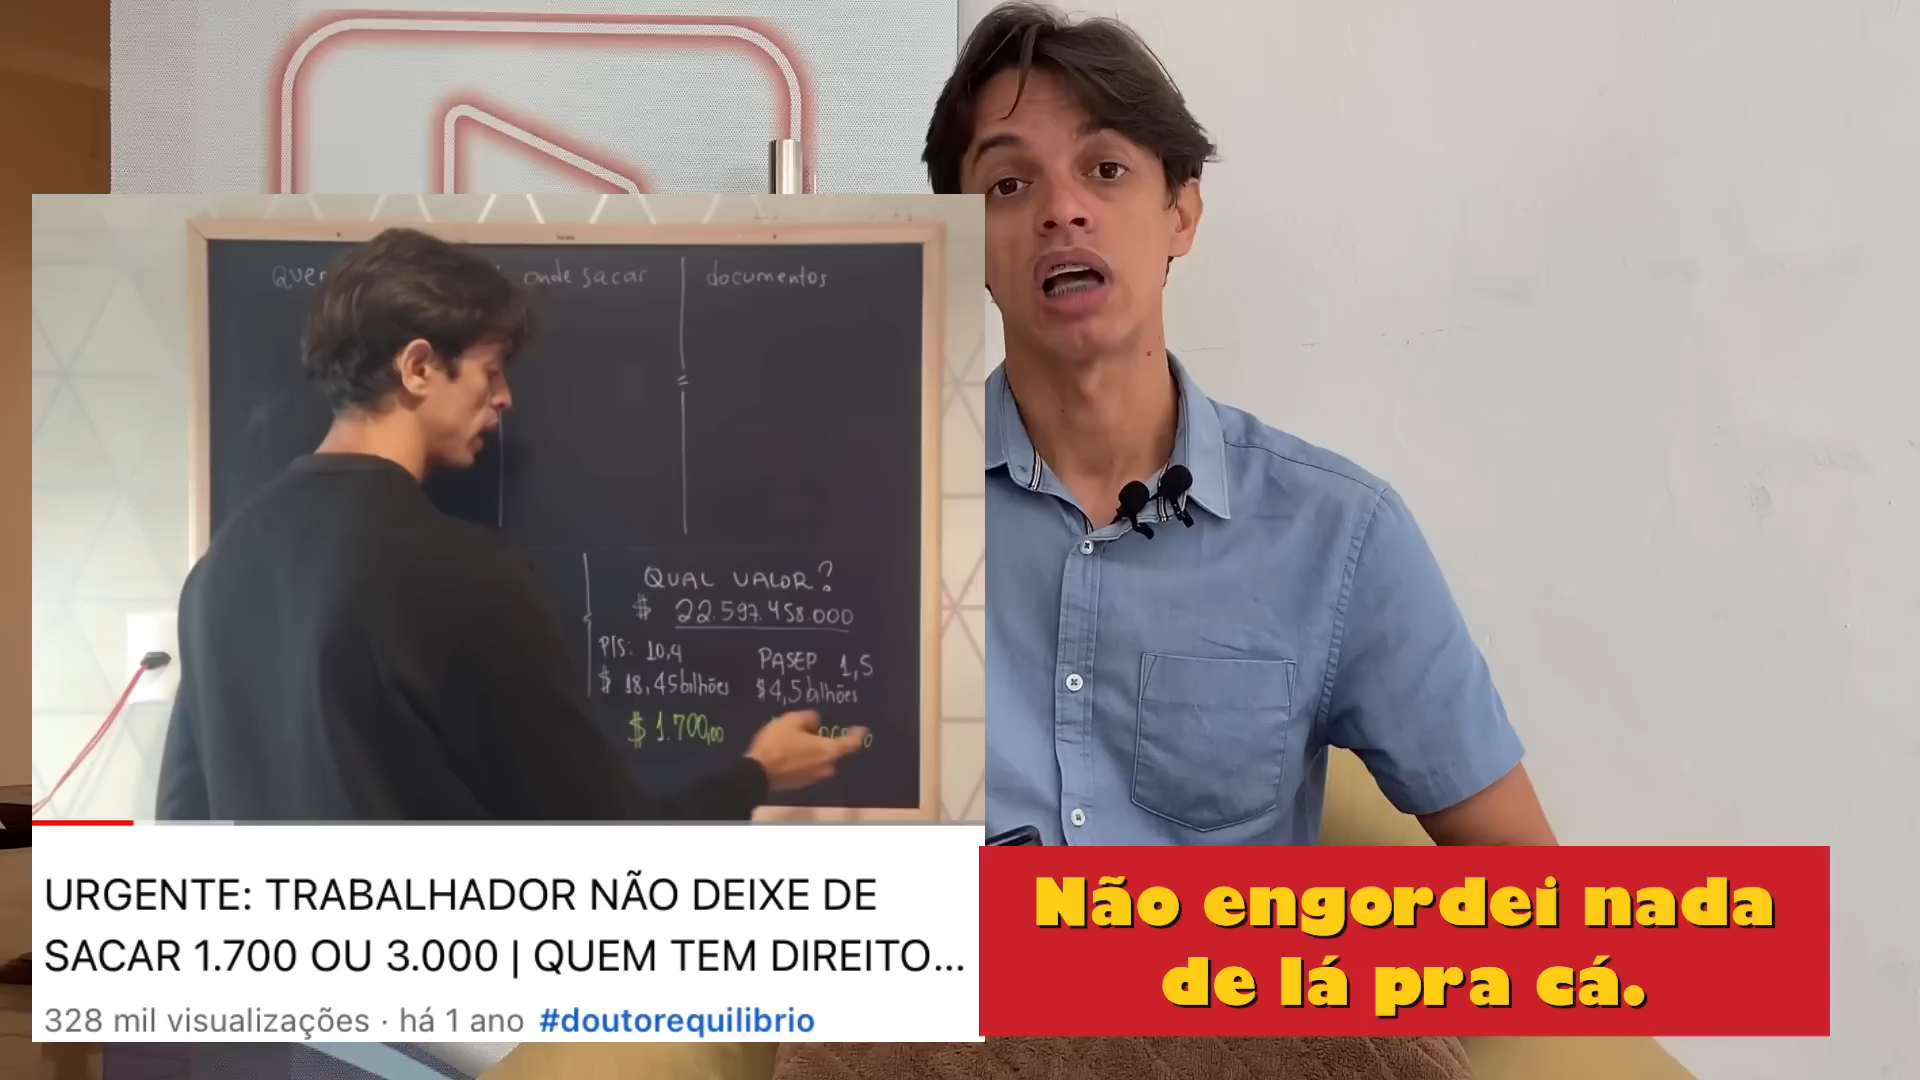 onde sacar
documentos
QUAL VALOR?
$ 22.597.458.000
PIS: 10,4
$ 18,45 bilhões
$ 1.700,00
PASEP 1,5
$ 4,5 bilhões
URGENTE: TRABALHADOR NÃO DEIXE DE
SACAR 1.700 OU 3.000 | QUEM TEM DIREITO...
328 mil visualizações · há 1 ano #doutorequilibrio
Não engordei nada
de lá pra cá.